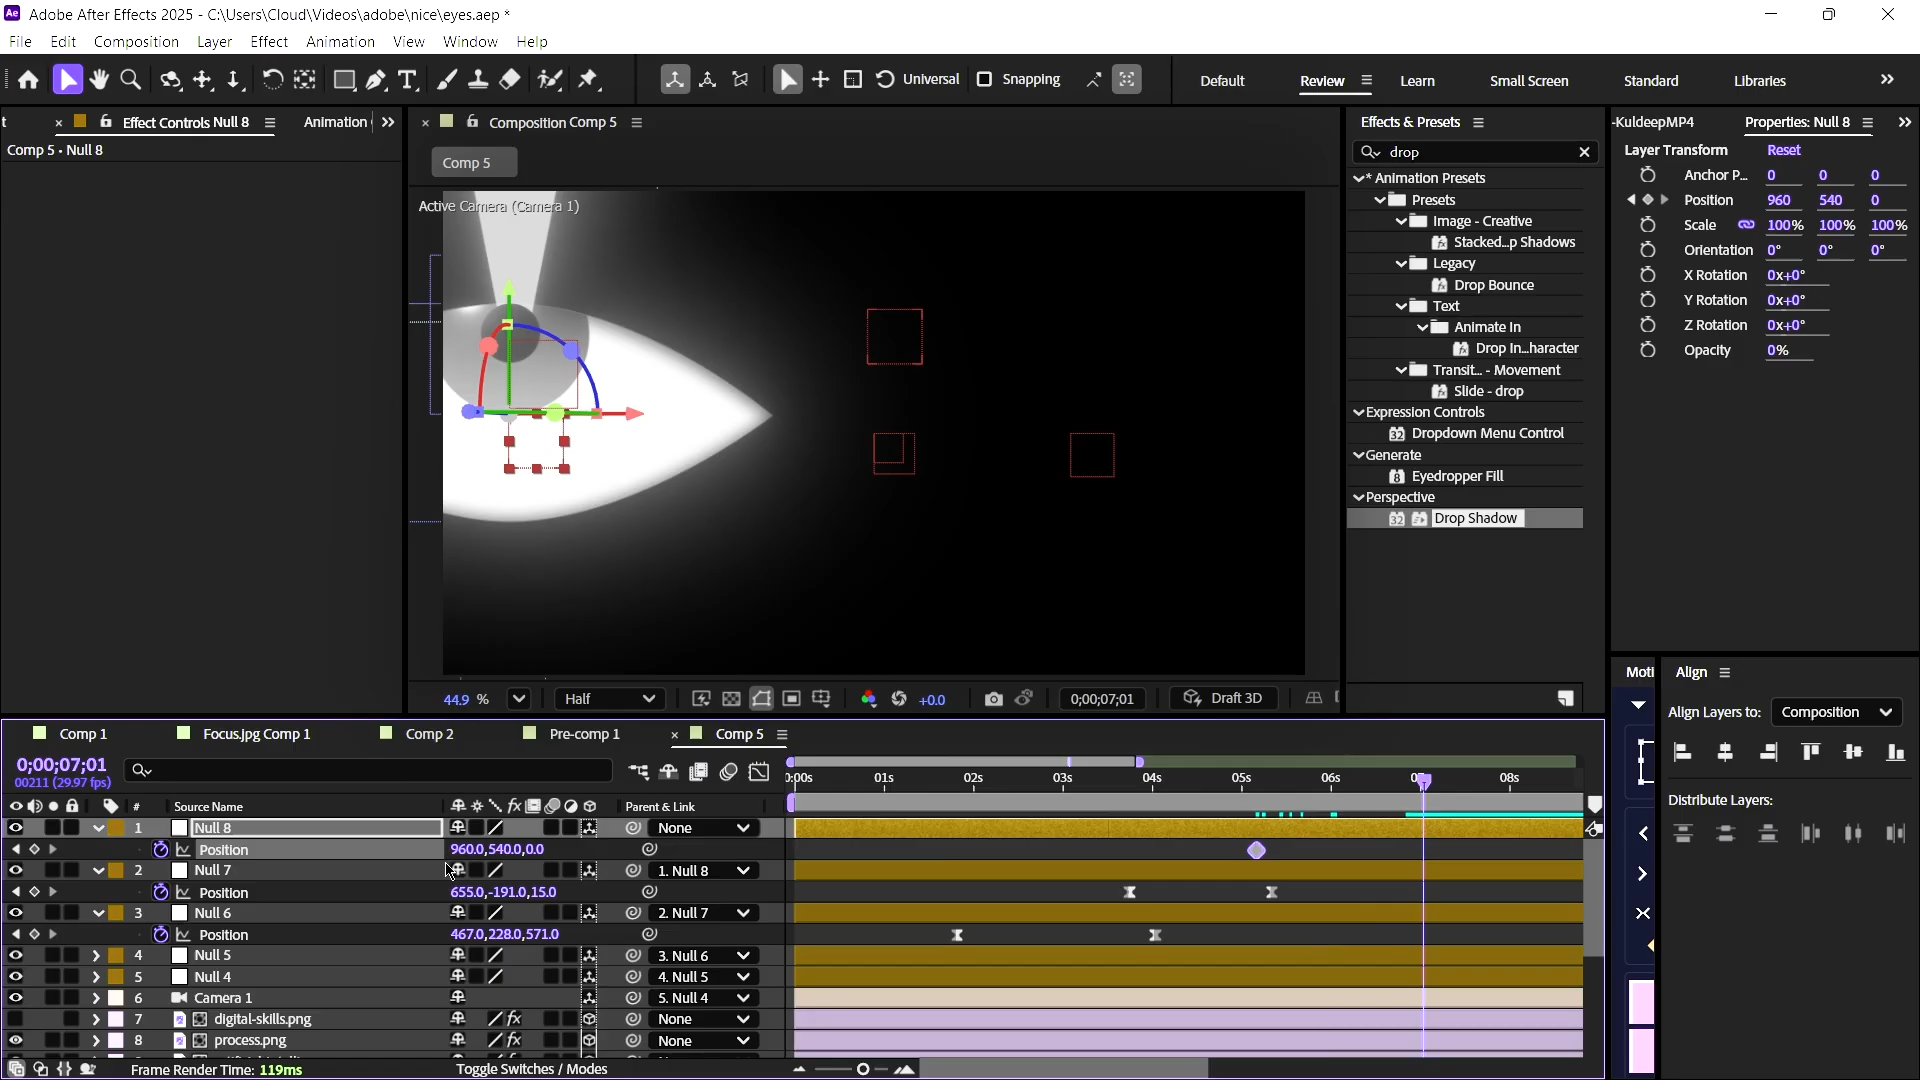 Ae Adobe After Effects 2025 - C:\Users\Cloud\Videos\adobe\nice\eyes.aep *
File Edit Composition Layer Effect Animation View Window Help
Universal Snapping Default Review Learn Small Screen Standard Libraries
t Effect Controls Null 8 Animation
Comp 5 • Null 8
Composition Comp 5
Comp 5
Active Camera (Camera 1)
44.9 % Half +0.0 0;00;07;01 Draft 3D
Effects & Presets
drop
* Animation Presets
Presets
Image - Creative
Stacked...p Shadows
Legacy
Drop Bounce
Text
Animate In
Drop In...haracter
Transit... - Movement
Slide - drop
Expression Controls
Dropdown Menu Control
Generate
Eyedropper Fill
Perspective
Drop Shadow
-KuldeepMP4 Properties: Null 8
Layer Transform Reset
Anchor P... 0 0 0
Position 960 540 0
Scale 100% 100% 100%
Orientation 0° 0° 0°
X Rotation 0x+0°
Y Rotation 0x+0°
Z Rotation 0x+0°
Opacity 0%
Moti Align
Align Layers to: Composition
Distribute Layers:
Comp 1 Focus.jpg Comp 1 Comp 2 Pre-comp 1 Comp 5
0;00;07;01
00211 (29.97 fps)
0:00s 01s 02s 03s 04s 05s 06s 08s
# Source Name Parent & Link
1 Null 8 None
Position 960.0,540.0,0.0
2 Null 7 1. Null 8
Position 655.0,-191.0,15.0
3 Null 6 2. Null 7
Position 467.0,228.0,571.0
4 Null 5 3. Null 6
5 Null 4 4. Null 5
6 Camera 1 5. Null 4
7 digital-skills.png None
8 process.png None
Frame Render Time: 119ms Toggle Switches / Modes